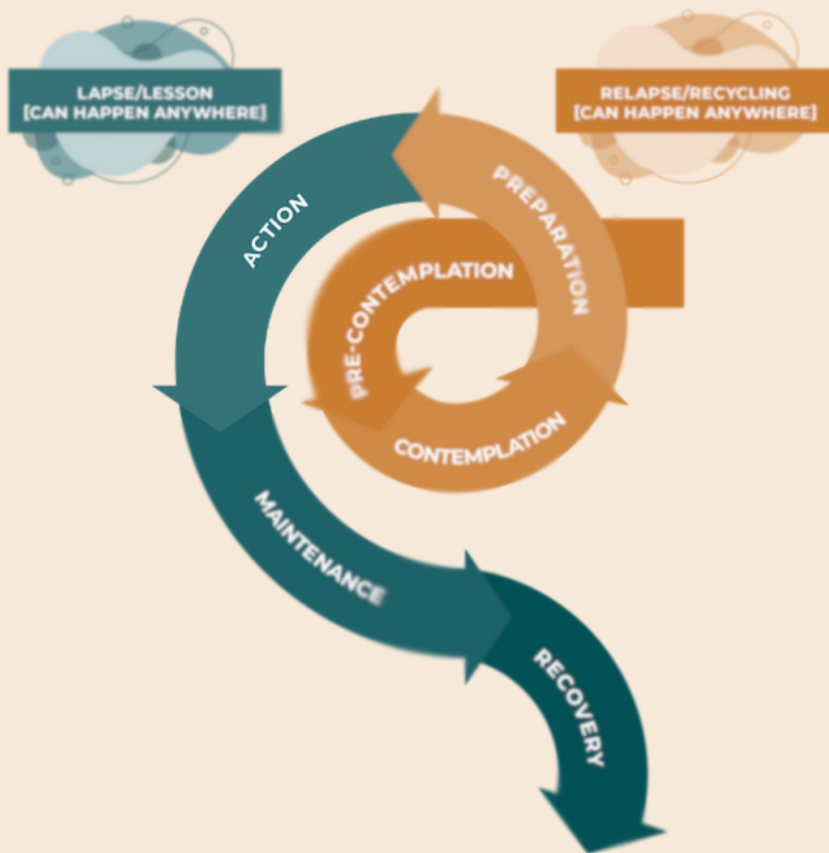 LAPSE/LESSON
[CAN HAPPEN ANYWHERE]
RELAPSE/RECYCLING
[CAN HAPPEN ANYWHERE]
PRE-CONTEMPLATION
CONTEMPLATION
PREPARATION
ACTION
MAINTENANCE
RECOVERY